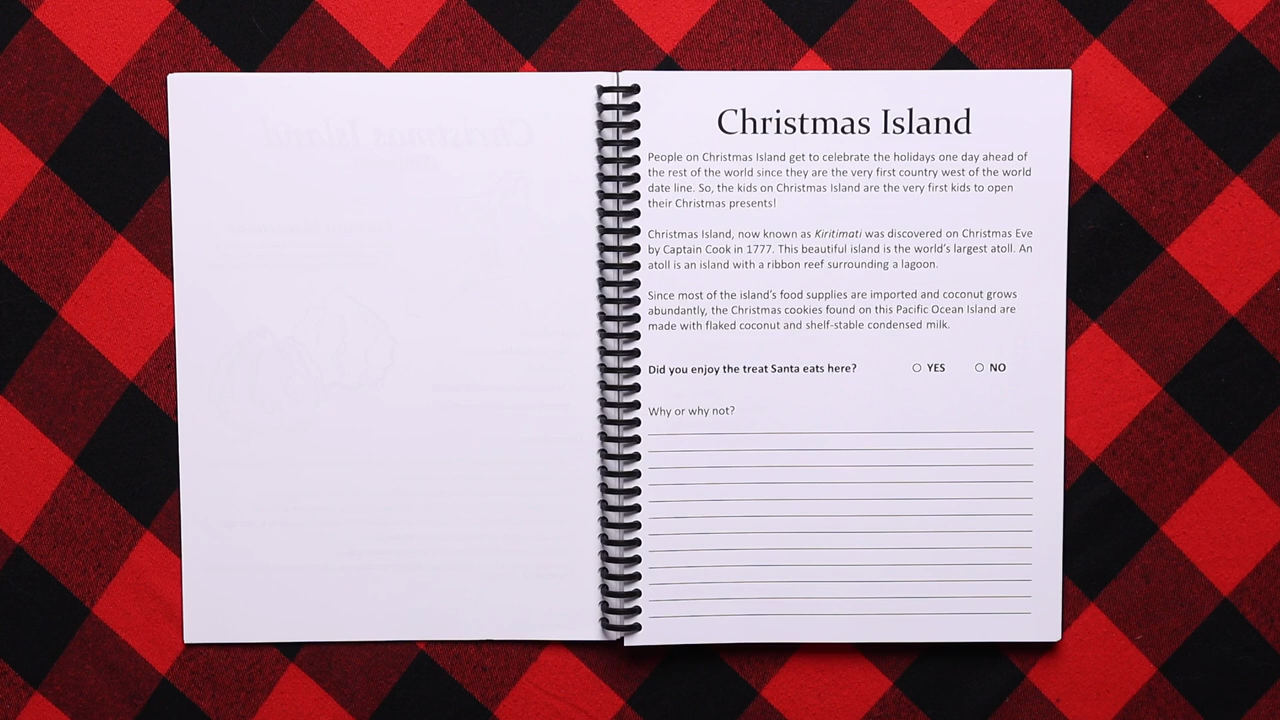 Christmas Island
People on Christmas Island get to celebrate the holidays one day ahead of
the rest of the world since they are the very first country west of the world
date line. So, the kids on Christmas Island are the very first kids to open
their Christmas presents!
Christmas Island, now known as Kiritimati was discovered on Christmas Eve
by Captain Cook in 1777. This beautiful island is the world's largest atoll. An
atoll is an island with a ribbon reef surrounding a lagoon.
Since most of the island's food supplies are imported and coconut grows
abundantly, the Christmas cookies found on the Pacific Ocean Island are
made with flaked coconut and shelf-stable condensed milk.
Did you enjoy the treat Santa eats here? YES NO
Why or why not?